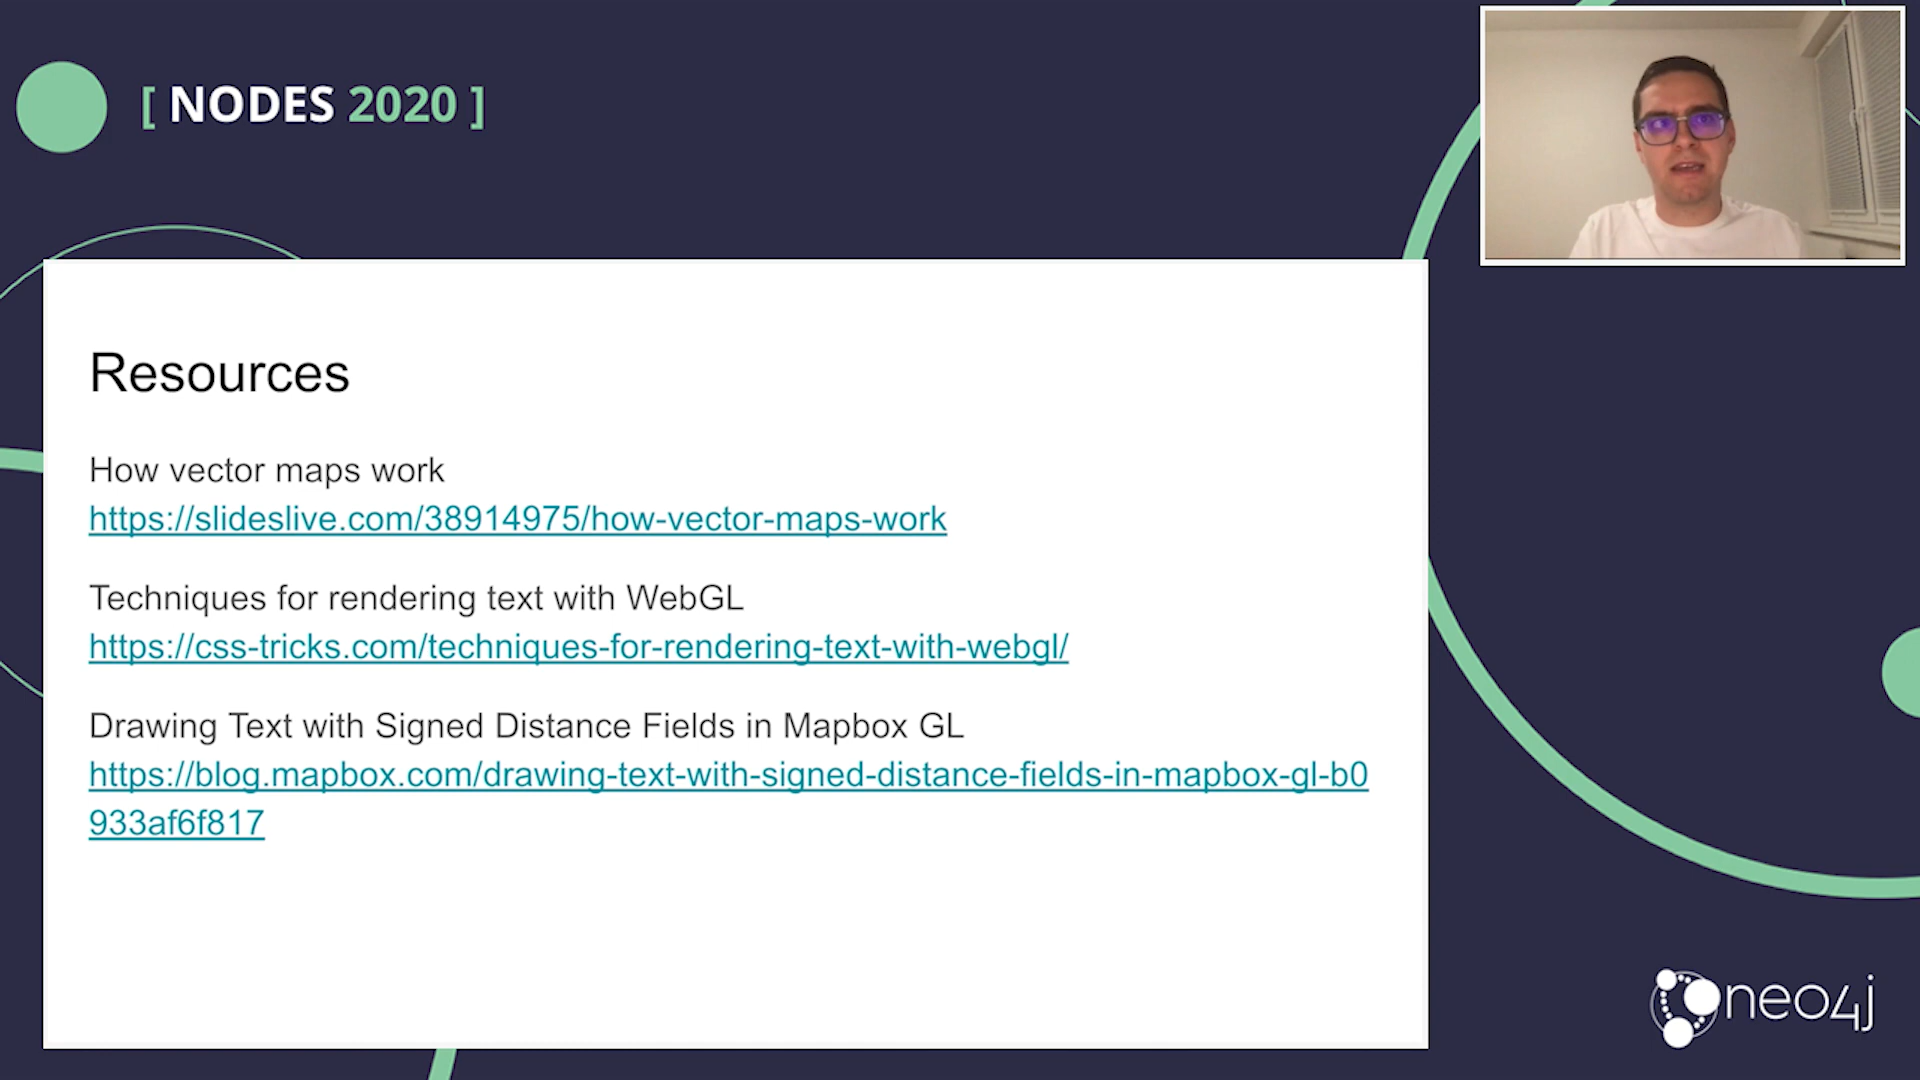 [ NODES 2020 ]
Resources
How vector maps work
https://slideslive.com/38914975/how-vector-maps-work
Techniques for rendering text with WebGL
https://css-tricks.com/techniques-for-rendering-text-with-webgl/
Drawing Text with Signed Distance Fields in Mapbox GL
https://blog.mapbox.com/drawing-text-with-signed-distance-fields-in-mapbox-gl-b0
933af6f817
neo4j